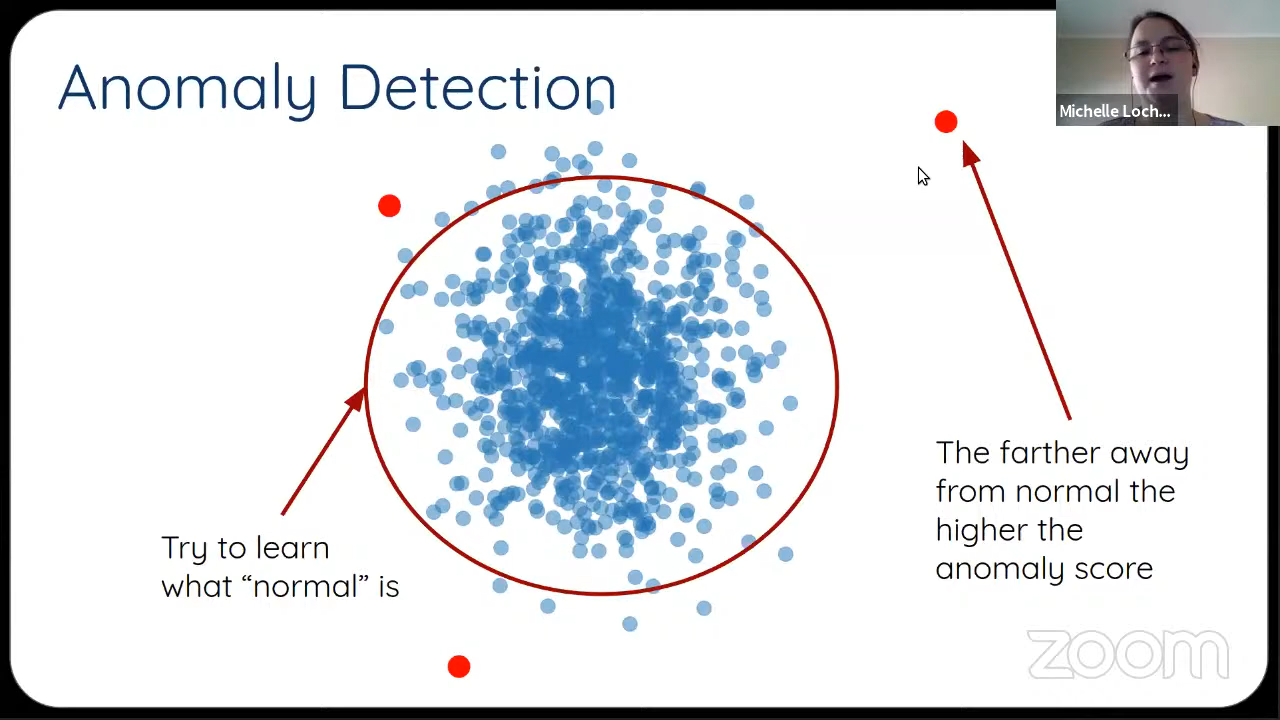 Anomaly Detection
Michelle Loch...
Try to learn
what “normal” is
The farther away
from normal the
higher the
anomaly score
zoom